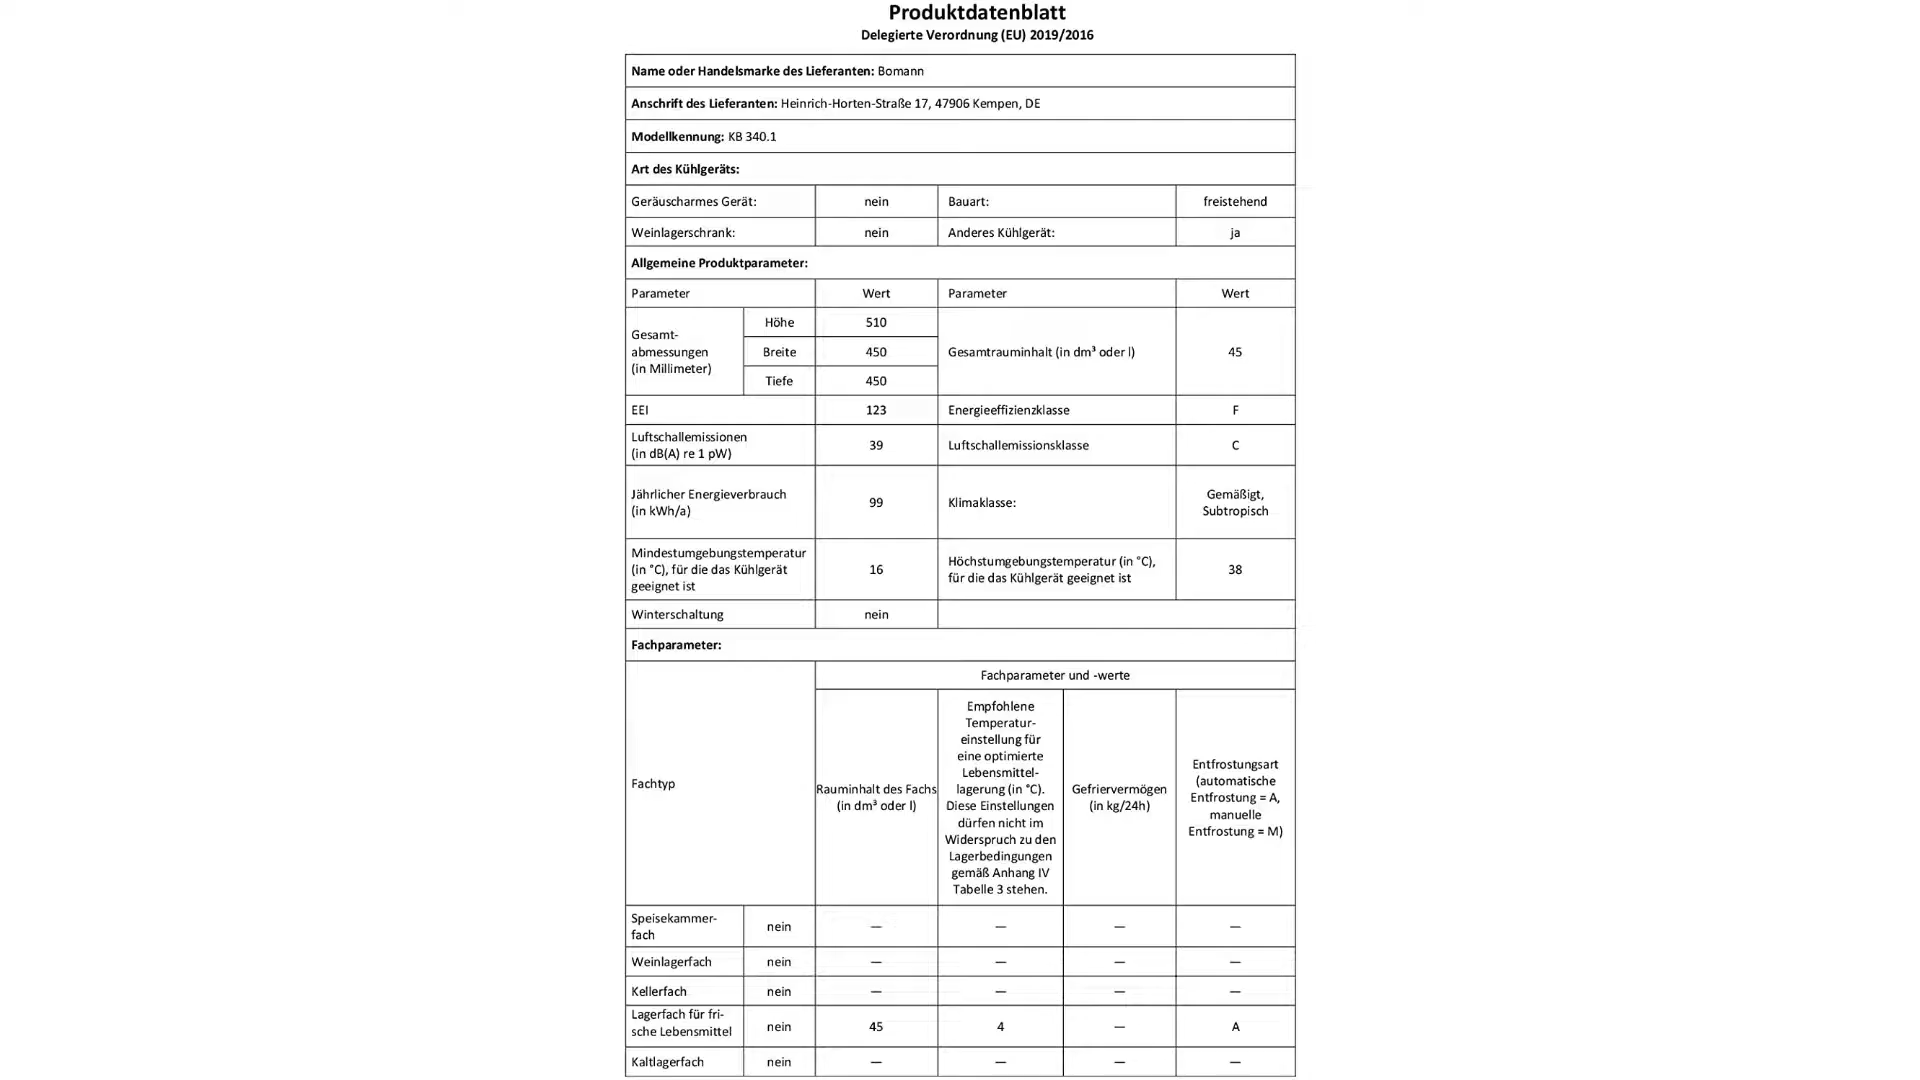 Produktdatenblatt
Delegierte Verordnung (EU) 2019/2016
Name oder Handelsmarke des Lieferanten: Bomann
Anschrift des Lieferanten: Heinrich-Horten-Straße 17, 47906 Kempen, DE
Modellkennung: KB 340.1
Art des Kühlgeräts:
Geräuscharmes Gerät: nein Bauart: freistehend
Weinlagerschrank: nein Anderes Kühlgerät: ja
Allgemeine Produktparameter:
Parameter Wert Parameter Wert
Gesamt-
abmessungen
(in Millimeter)
Höhe 510
Breite 450
Tiefe 450
Gesamtrauminhalt (in dm³ oder l) 45
EEI 123 Energieeffizienzklasse F
Luftschallemissionen
(in dB(A) re 1 pW)
39 Luftschallemissionsklasse C
Jährlicher Energieverbrauch
(in kWh/a)
99 Klimaklasse:
Gemäßigt,
Subtropisch
Mindestumgebungstemperatur
(in °C), für die das Kühlgerät
geeignet ist
16
Höchstumgebungstemperatur (in °C),
für die das Kühlgerät geeignet ist
38
Winterschaltung nein
Fachparameter:
Fachtyp
Fachparameter und -werte
Rauminhalt des Fachs
(in dm³ oder l)
Empfohlene
Temperatur-
einstellung für
eine optimierte
Lebensmittel-
lagerung (in °C).
Diese Einstellungen
dürfen nicht im
Widerspruch zu den
Lagerbedingungen
gemäß Anhang IV
Tabelle 3 stehen.
Gefriervermögen
(in kg/24h)
Entfrostungsart
(automatische
Entfrostung = A,
manuelle
Entfrostung = M)
Speisekammer-
fach
nein — — — —
Weinlagerfach nein — — — —
Kellerfach nein — — — —
Lagerfach für fri-
sche Lebensmittel
nein 45 4 — A
Kaltlagerfach nein — — — —